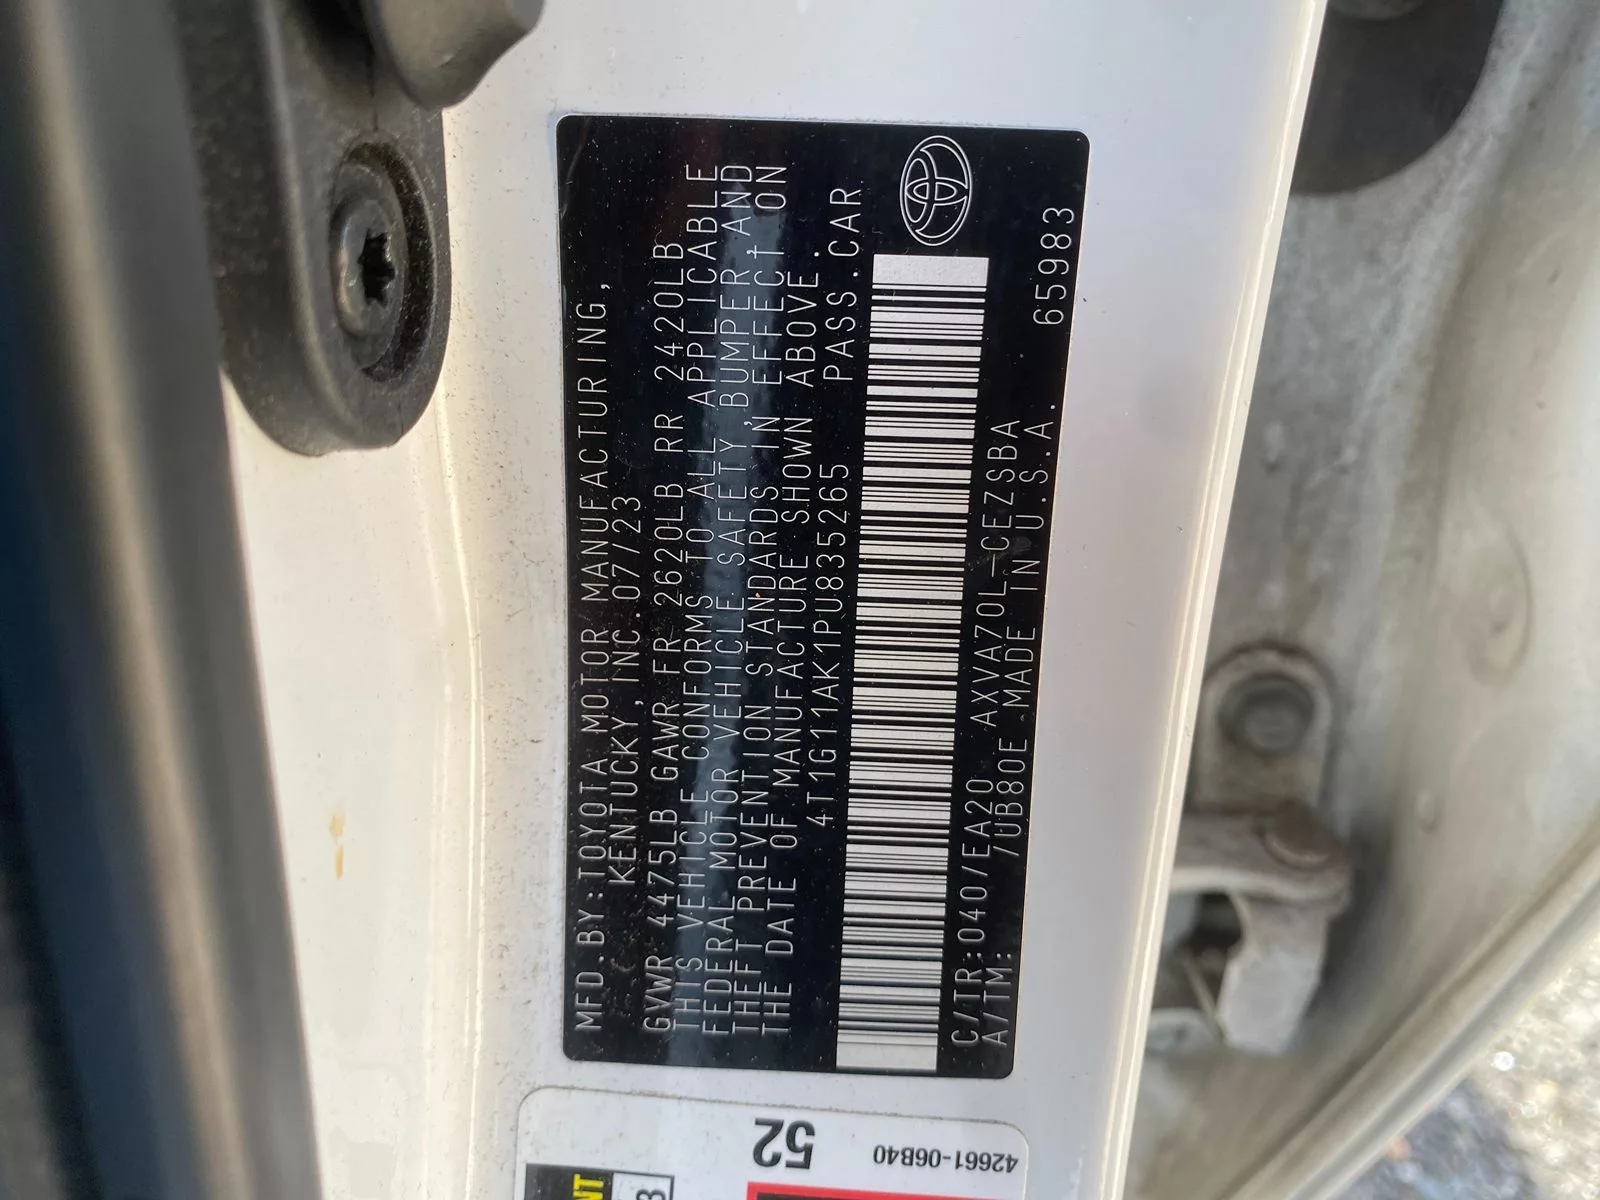 MFD.BY:TOYOTA MOTOR MANUFACTURING,
KENTUCKY,INC.07/23
GVWR 4475LB GAWR FR 2620LB RR 2420LB
THIS VEHICLE CONFORMS TO ALL APPLICABLE
FEDERAL MOTOR VEHICLE SAFETY,BUMPER,AND
THEFT PREVENTION STANDARDS IN EFFECT ON
THE DATE OF MANUFACTURE SHOWN ABOVE.
4T1G11AK1PU835265 PASS.CAR
C/TR:040/EA20 AXVA70L-CEZSBA
A/TM: /UB80E -MADE IN U.S.A. 65983
52
42661-06B40
NT